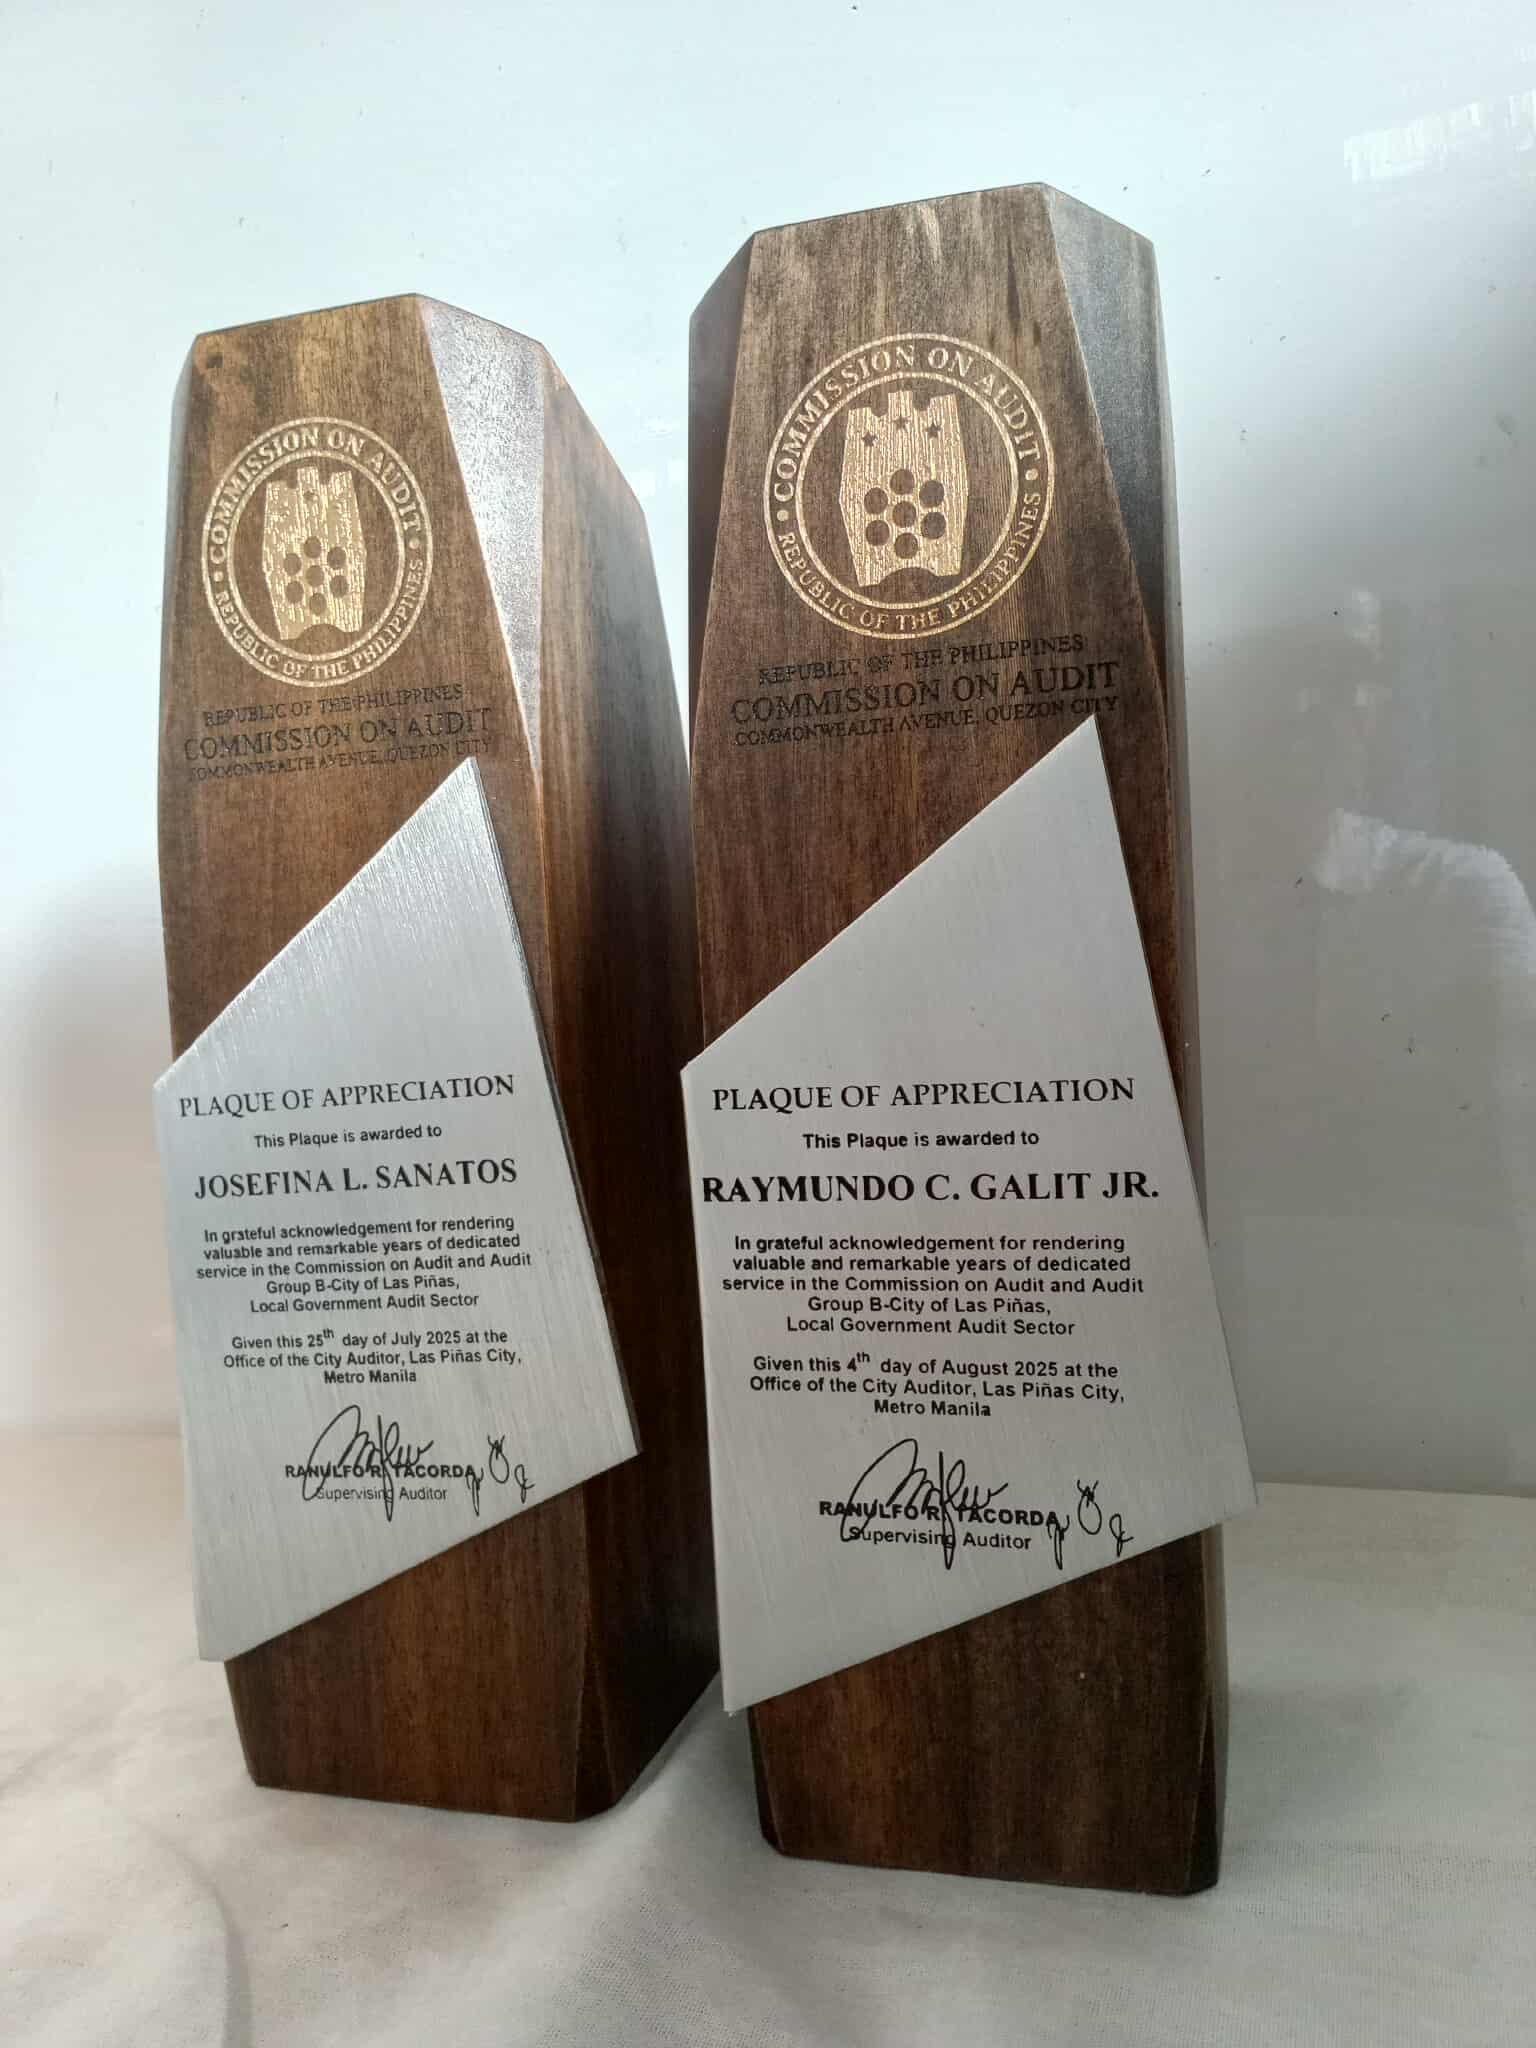 COMMISSION ON AUDIT
REPUBLIC OF THE PHILIPPINES
REPUBLIC OF THE PHILIPPINES
COMMISSION ON AUDIT
COMMONWEALTH AVENUE, QUEZON CITY
PLAQUE OF APPRECIATION
This Plaque is awarded to
JOSEFINA L. SANATOS
In grateful acknowledgement for rendering
valuable and remarkable years of dedicated
service in the Commission on Audit and Audit
Group B-City of Las Piñas,
Local Government Audit Sector
Given this 25th day of July 2025 at the
Office of the City Auditor, Las Piñas City,
Metro Manila
RANULFO R. TACORDA
Supervising Auditor
COMMISSION ON AUDIT
REPUBLIC OF THE PHILIPPINES
REPUBLIC OF THE PHILIPPINES
COMMISSION ON AUDIT
COMMONWEALTH AVENUE, QUEZON CITY
PLAQUE OF APPRECIATION
This Plaque is awarded to
RAYMUNDO C. GALIT JR.
In grateful acknowledgement for rendering
valuable and remarkable years of dedicated
service in the Commission on Audit and Audit
Group B-City of Las Piñas,
Local Government Audit Sector
Given this 4th day of August 2025 at the
Office of the City Auditor, Las Piñas City,
Metro Manila
RANULFO R. TACORDA
Supervising Auditor